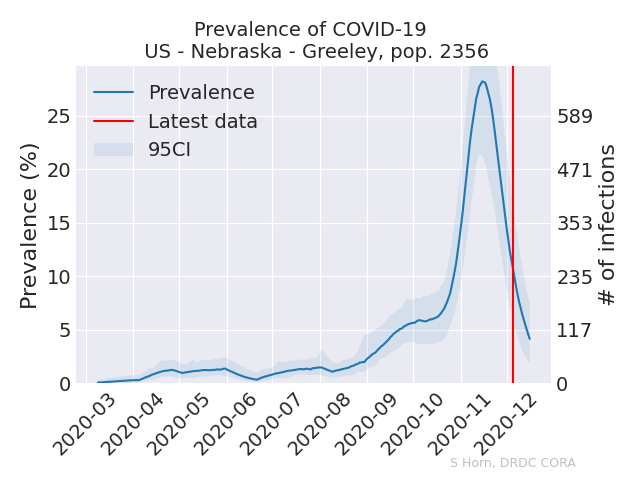 Prevalence of COVID-19
US - Nebraska - Greeley, pop. 2356
Prevalence
Latest data
95CI
Prevalence (%)
25
20
15
10
5
0
589
471
353
235
117
0
# of infections
2020-03
2020-04
2020-05
2020-06
2020-07
2020-08
2020-09
2020-10
2020-11
2020-12
S Horn, DRDC CORA